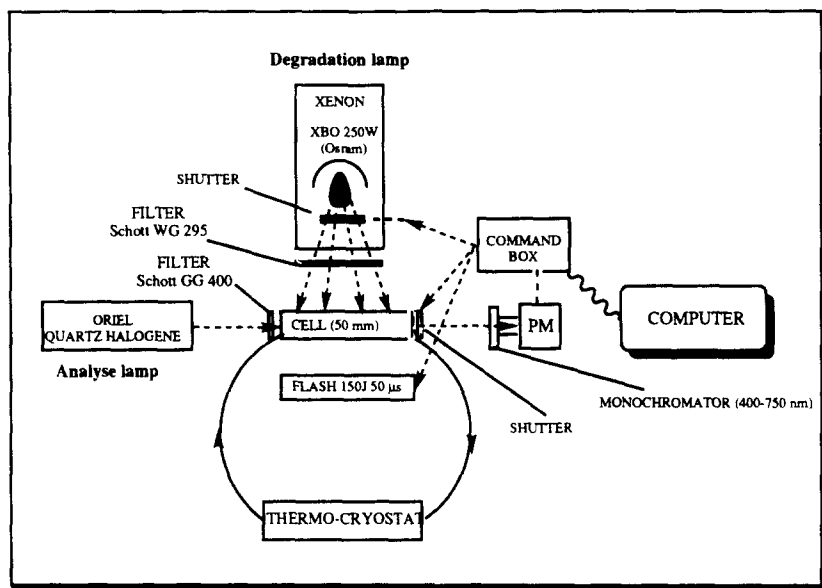 Degradation lamp
XENON
XBO 250W
(Osram)
SHUTTER
FILTER
Schott WG 295
FILTER
Schott GG 400
COMMAND
BOX
ORIEL
QUARTZ HALOGENE
CELL (50 mm)
PM
COMPUTER
Analyse lamp
FLASH 150J 50 µs
MONOCHROMATOR (400-750 nm)
SHUTTER
THERMO-CRYOSTAT